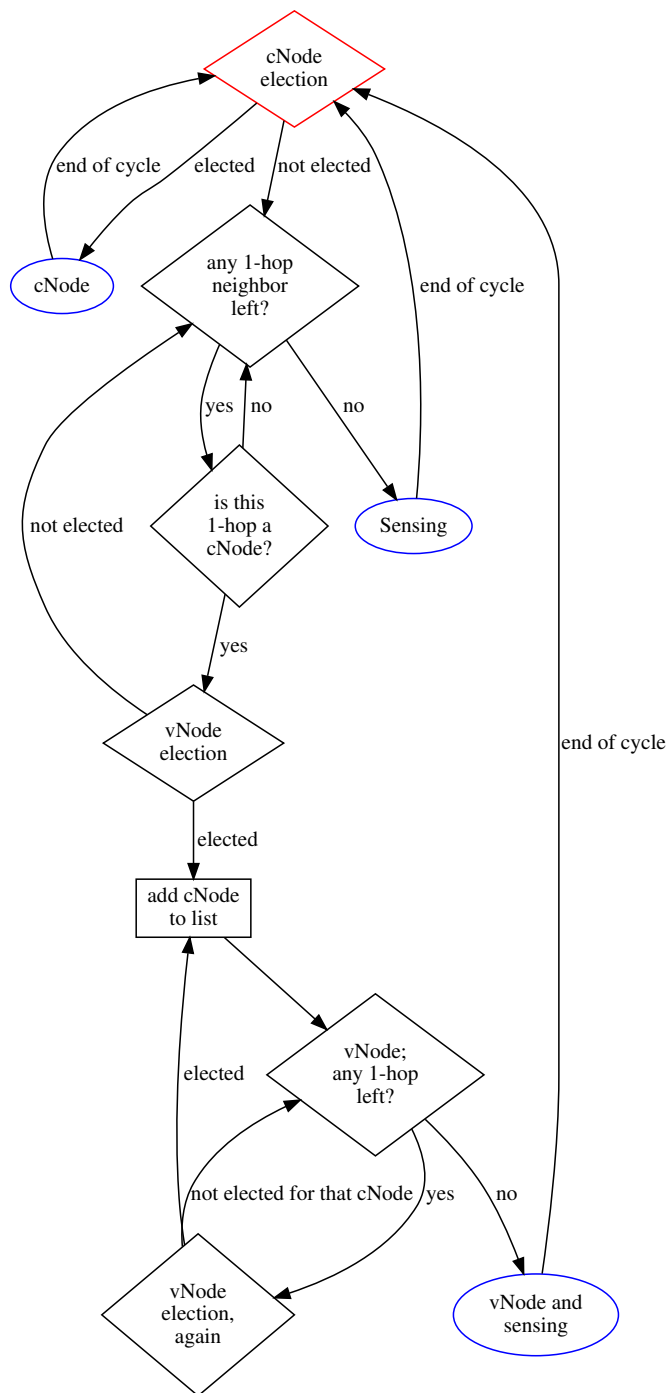 cNode
election
end of cycle
elected
not elected
any 1-hop
neighbor
left?
cNode
end of cycle
yes
no
no
is this
1-hop a
cNode?
Sensing
not elected
yes
vNode
election
end of cycle
elected
add cNode
to list
vNode;
any 1-hop
left?
elected
not elected for that cNode
yes
no
vNode
election,
again
vNode and
sensing